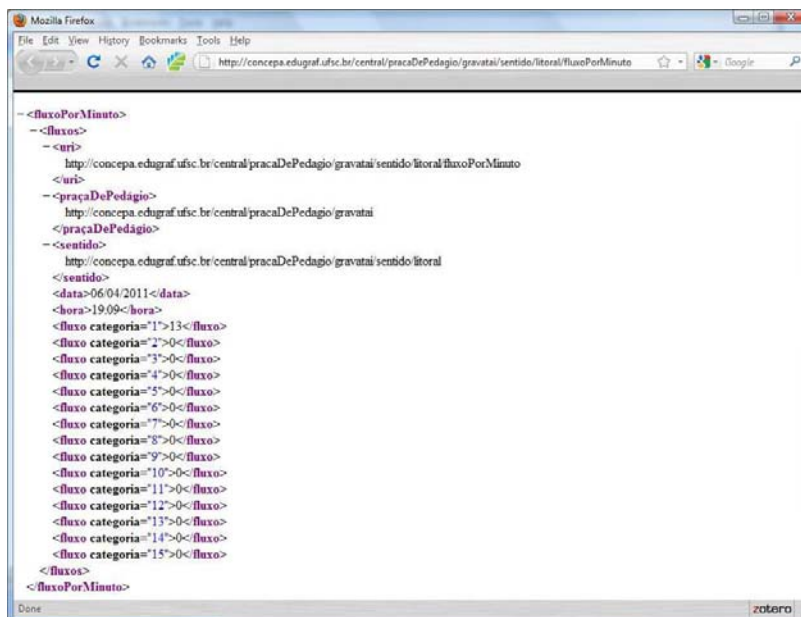 Mozilla Firefox
File Edit View History Bookmarks Tools Help
http://concepa.edugraf.ufsc.br/central/pracaDePedagio/gravatai/sentido/litoral/fluxoPorMinuto Google
- <fluxoPorMinuto>
- <fluxos>
- <uri>
http://concepa.edugraf.ufsc.br/central/pracaDePedagio/gravatai/sentido/litoral/fluxoPorMinuto
</uri>
- <praçaDePedágio>
http://concepa.edugraf.ufsc.br/central/pracaDePedagio/gravatai
</praçaDePedágio>
- <sentido>
http://concepa.edugraf.ufsc.br/central/pracaDePedagio/gravatai/sentido/litoral
</sentido>
<data>06/04/2011</data>
<hora>19:09</hora>
<fluxo categoria="1">13</fluxo>
<fluxo categoria="2">0</fluxo>
<fluxo categoria="3">0</fluxo>
<fluxo categoria="4">0</fluxo>
<fluxo categoria="5">0</fluxo>
<fluxo categoria="6">0</fluxo>
<fluxo categoria="7">0</fluxo>
<fluxo categoria="8">0</fluxo>
<fluxo categoria="9">0</fluxo>
<fluxo categoria="10">0</fluxo>
<fluxo categoria="11">0</fluxo>
<fluxo categoria="12">0</fluxo>
<fluxo categoria="13">0</fluxo>
<fluxo categoria="14">0</fluxo>
<fluxo categoria="15">0</fluxo>
</fluxos>
</fluxoPorMinuto>
Done zotero